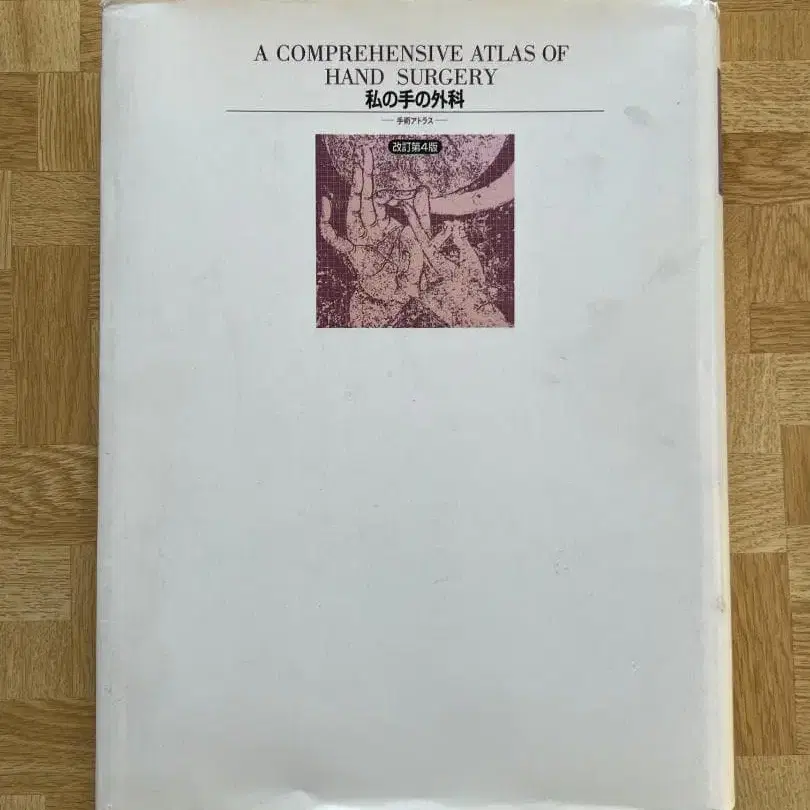 A COMPREHENSIVE ATLAS OF
HAND SURGERY
私の手の外科
― 手術アトラス ―
改訂第4版